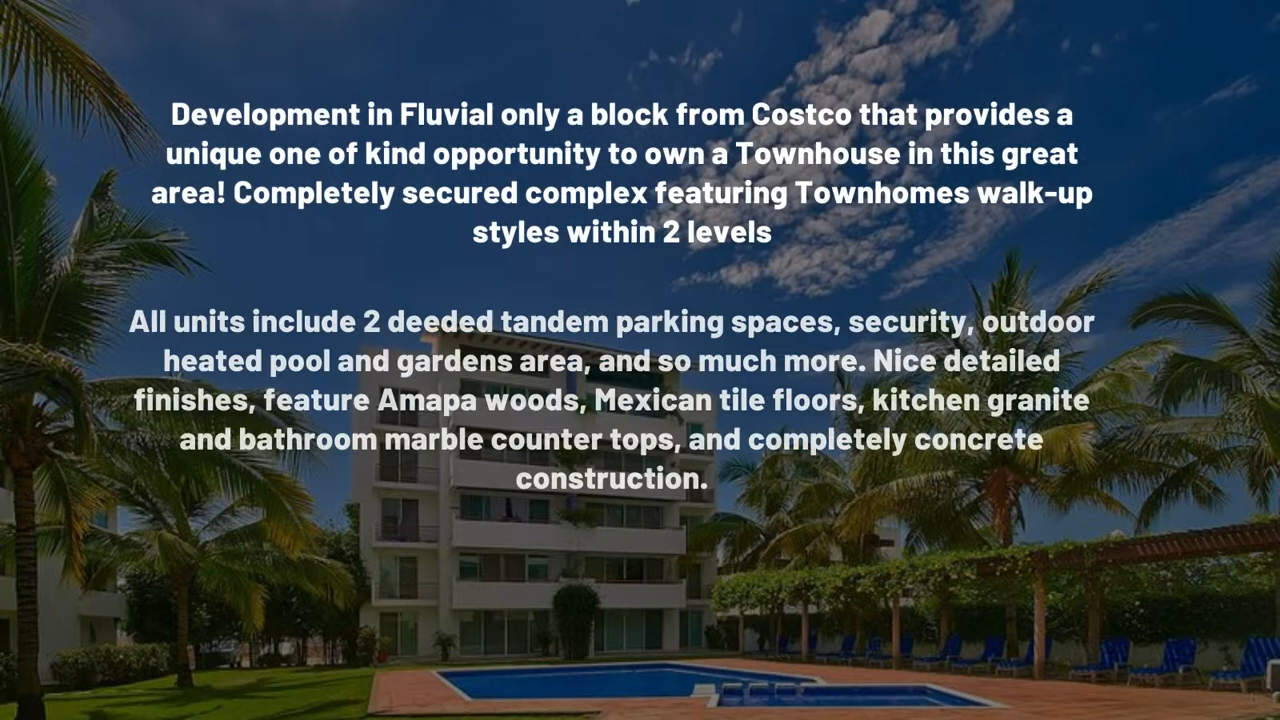 Development in Fluvial only a block from Costco that provides a
unique one of kind opportunity to own a Townhouse in this great
area! Completely secured complex featuring Townhomes walk-up
styles within 2 levels
All units include 2 deeded tandem parking spaces, security, outdoor
heated pool and gardens area, and so much more. Nice detailed
finishes, feature Amapa woods, Mexican tile floors, kitchen granite
and bathroom marble counter tops, and completely concrete
construction.